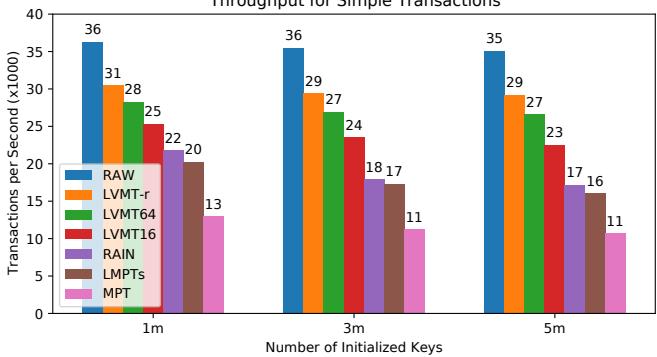 Throughput for Simple Transactions
Transactions per Second (x1000)
40
35
30
25
20
15
10
5
0
36
31
28
25
22
20
13
35
29
27
24
18
17
11
35
29
27
23
17
16
11
RAW
LVMT-r
LVMT64
LVMT16
RAIN
LMPTs
MPT
1m
3m
5m
Number of Initialized Keys